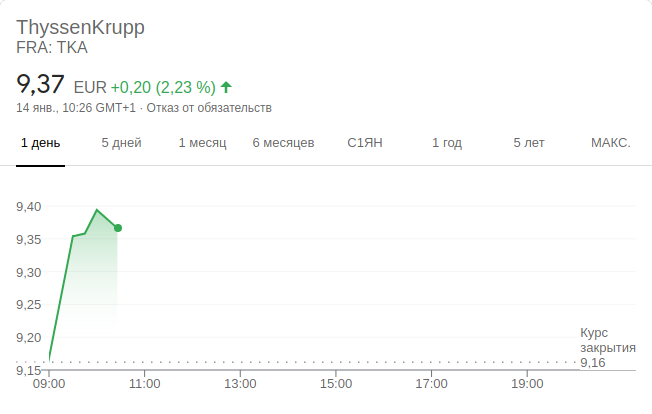 ThyssenKrupp
FRA: TKA
9,37 EUR +0,20 (2,23 %)
14 янв., 10:26 GMT+1 · Отказ от обязательств
1 день 5 дней 1 месяц 6 месяцев С1ЯН 1 год 5 лет МАКС.
9,40
9,35
9,30
9,25
9,20
Курс
закрытия
9,16
9,15
09:00 11:00 13:00 15:00 17:00 19:00